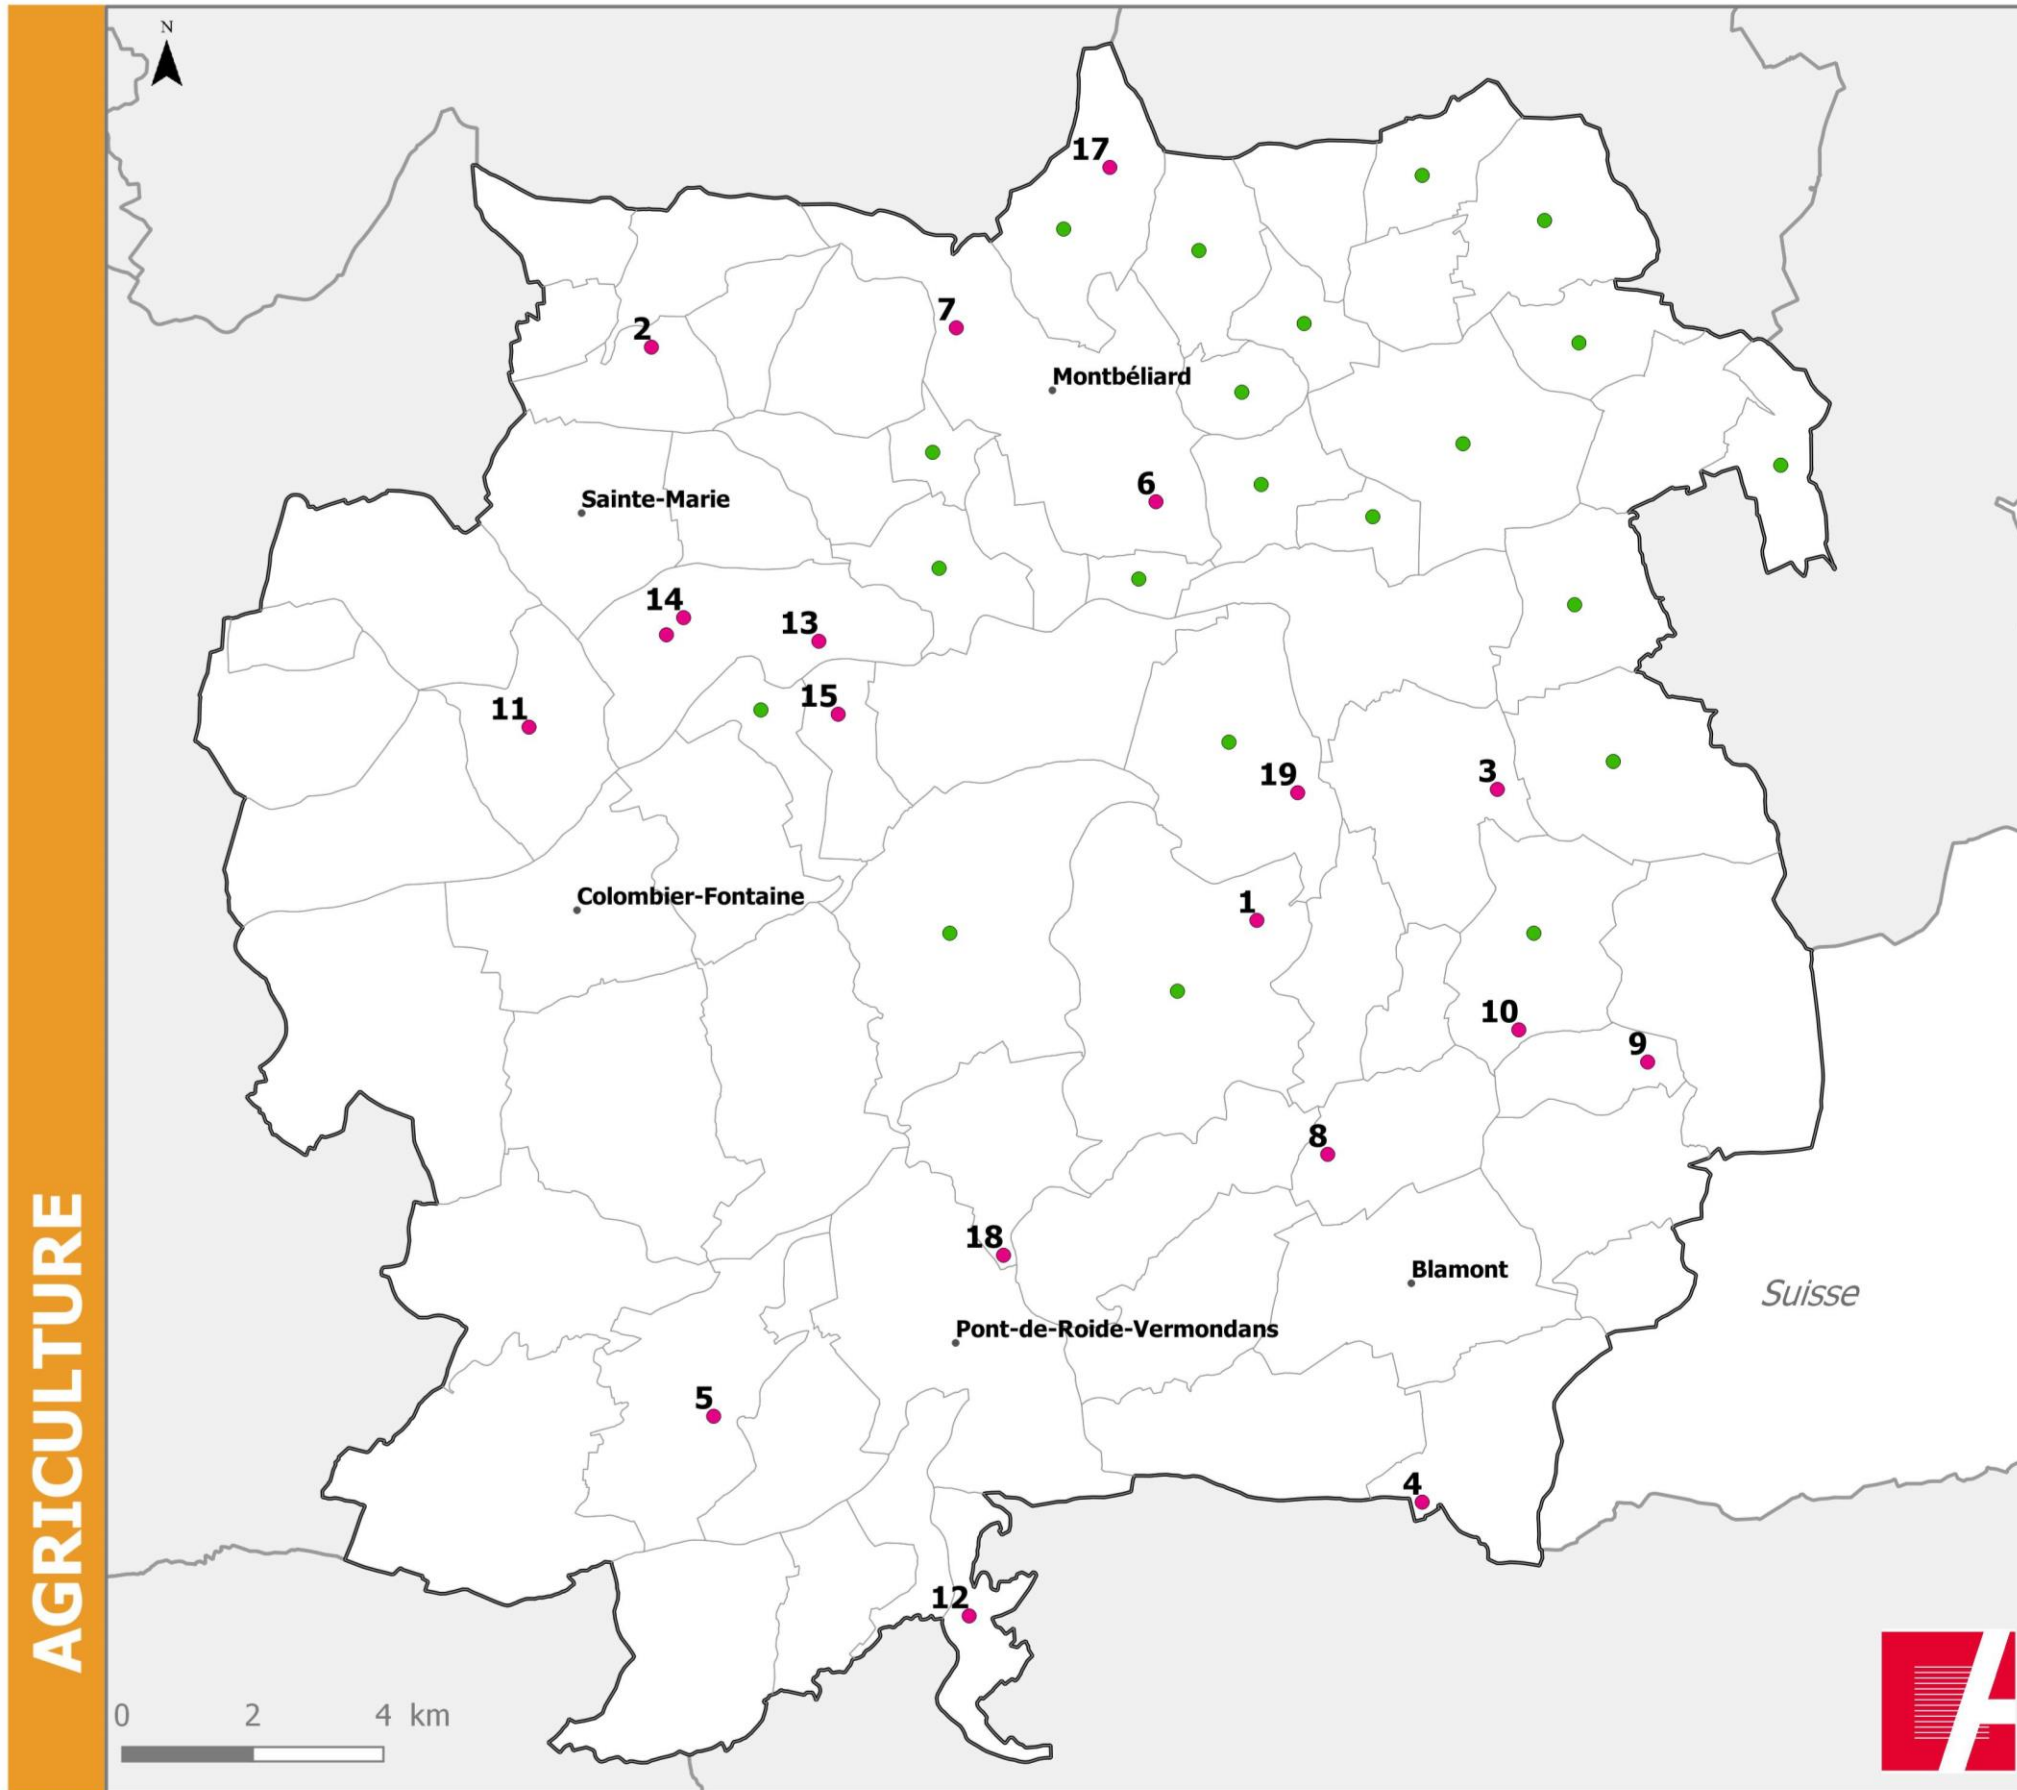 AGRICULTURE
N
17
7
2
Montbéliard
6
Sainte-Marie
14
13
15
11
19
3
Colombier-Fontaine
1
10
9
8
18
Blamont
Suisse
Pont-de-Roide-Vermondans
5
4
12
0 2 4 km